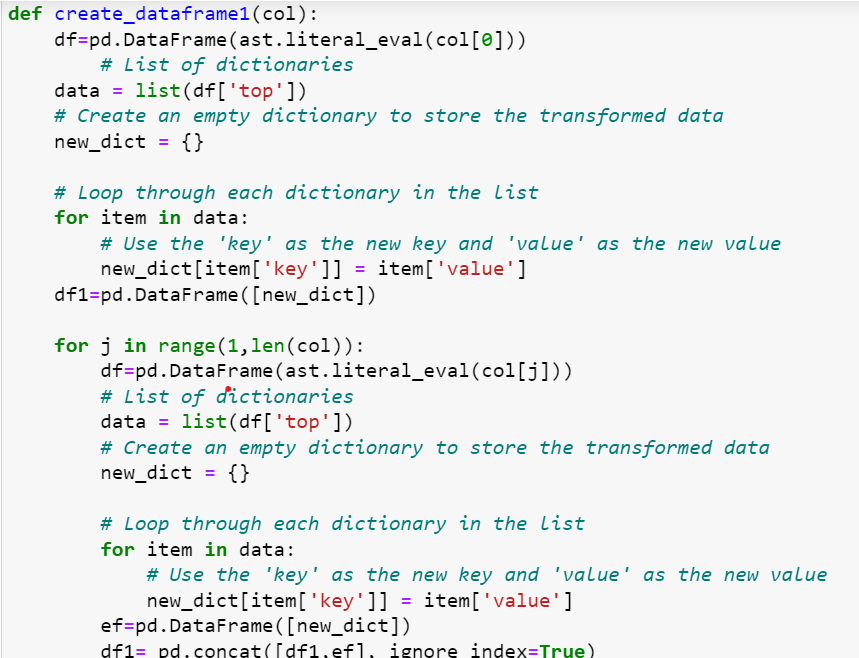 def create_dataframe1(col):
    df=pd.DataFrame(ast.literal_eval(col[0]))
        # List of dictionaries
    data = list(df['top'])
    # Create an empty dictionary to store the transformed data
    new_dict = {}

    # Loop through each dictionary in the list
    for item in data:
        # Use the 'key' as the new key and 'value' as the new value
        new_dict[item['key']] = item['value']
    df1=pd.DataFrame([new_dict])

    for j in range(1,len(col)):
        df=pd.DataFrame(ast.literal_eval(col[j]))
        # List of dictionaries
        data = list(df['top'])
        # Create an empty dictionary to store the transformed data
        new_dict = {}

        # Loop through each dictionary in the list
        for item in data:
            # Use the 'key' as the new key and 'value' as the new value
            new_dict[item['key']] = item['value']
        ef=pd.DataFrame([new_dict])
        df1= pd.concat([df1,ef], ignore_index=True)